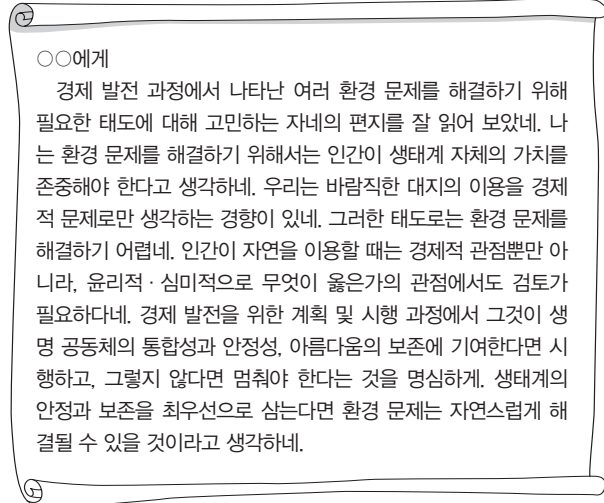 ○○에게
경제 발전 과정에서 나타난 여러 환경 문제를 해결하기 위해
필요한 태도에 대해 고민하는 자네의 편지를 잘 읽어 보았네. 나
는 환경 문제를 해결하기 위해서는 인간이 생태계 자체의 가치를
존중해야 한다고 생각하네. 우리는 바람직한 대지의 이용을 경제
적 문제로만 생각하는 경향이 있네. 그러한 태도로는 환경 문제를
해결하기 어렵네. 인간이 자연을 이용할 때는 경제적 관점뿐만 아
니라, 윤리적·심미적으로 무엇이 옳은가의 관점에서도 검토가
필요하다네. 경제 발전을 위한 계획 및 시행 과정에서 그것이 생
명 공동체의 통합성과 안정성, 아름다움의 보존에 기여한다면 시
행하고, 그렇지 않다면 멈춰야 한다는 것을 명심하게. 생태계의
안정과 보존을 최우선으로 삼는다면 환경 문제는 자연스럽게 해
결될 수 있을 것이라고 생각하네.